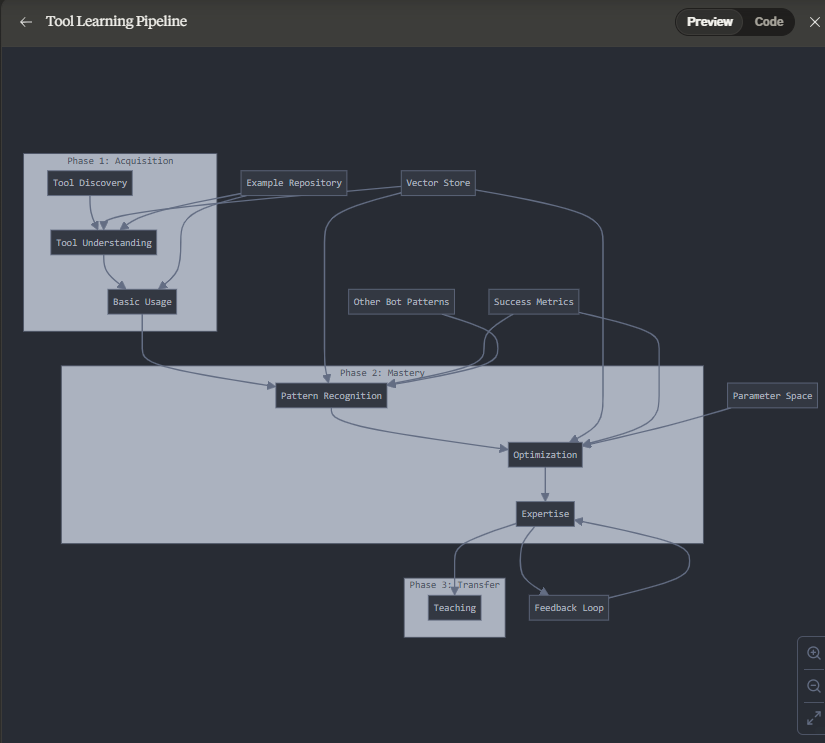 Tool Learning Pipeline
Preview
Code
Phase 1: Acquisition
Tool Discovery
Example Repository
Vector Store
Tool Understanding
Basic Usage
Other Bot Patterns
Success Metrics
Phase 2: Mastery
Pattern Recognition
Parameter Space
Optimization
Expertise
Phase 3: Transfer
Teaching
Feedback Loop